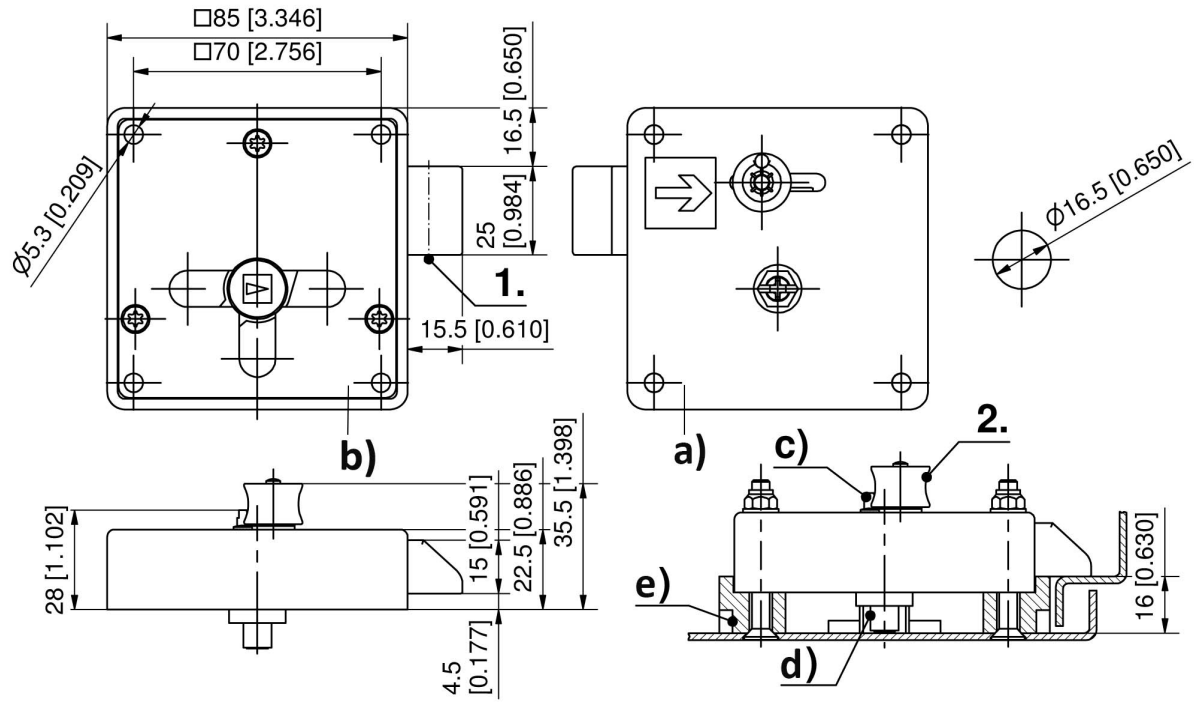 □85 [3.346]
□70 [2.756]
16.5 [0.650]
Ø5.3 [0.209]
25
[0.984]
1.
15.5 [0.610]
b)
Ø16.5 [0.650]
a)
28 [1.102]
15 [0.591]
22.5 [0.886]
35.5 [1.398]
4.5
[0.177]
c)
2.
e)
d)
16 [0.630]